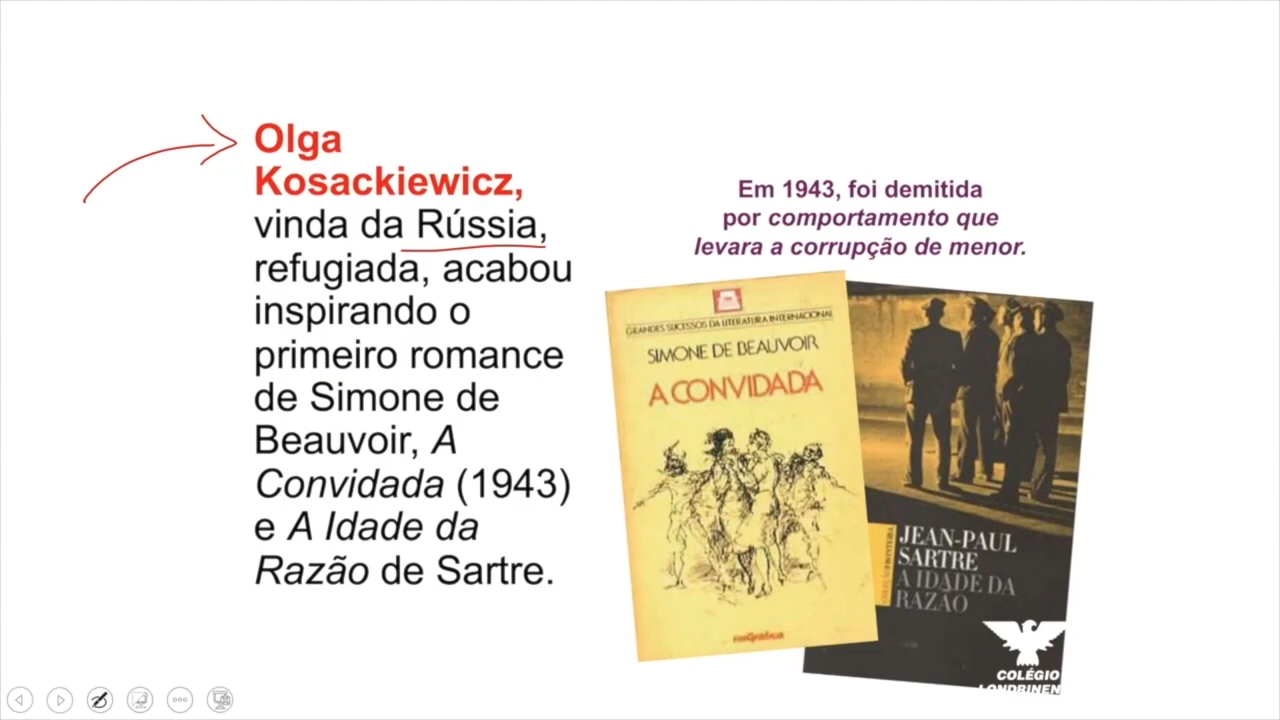 Olga
Kosackiewicz,
vinda da Rússia,
refugiada, acabou
inspirando o
primeiro romance
de Simone de
Beauvoir, A
Convidada (1943)
e A Idade da
Razão de Sartre.
Em 1943, foi demitida
por comportamento que
levara a corrupção de menor.
GRANDES SUCESSOS DA LITERATURA INTERNACIONAL
SIMONE DE BEAUVOIR
A CONVIDADA
JEAN-PAUL
SARTRE
A IDADE DA
RAZÃO
COLÉGIO
LONDRINEN